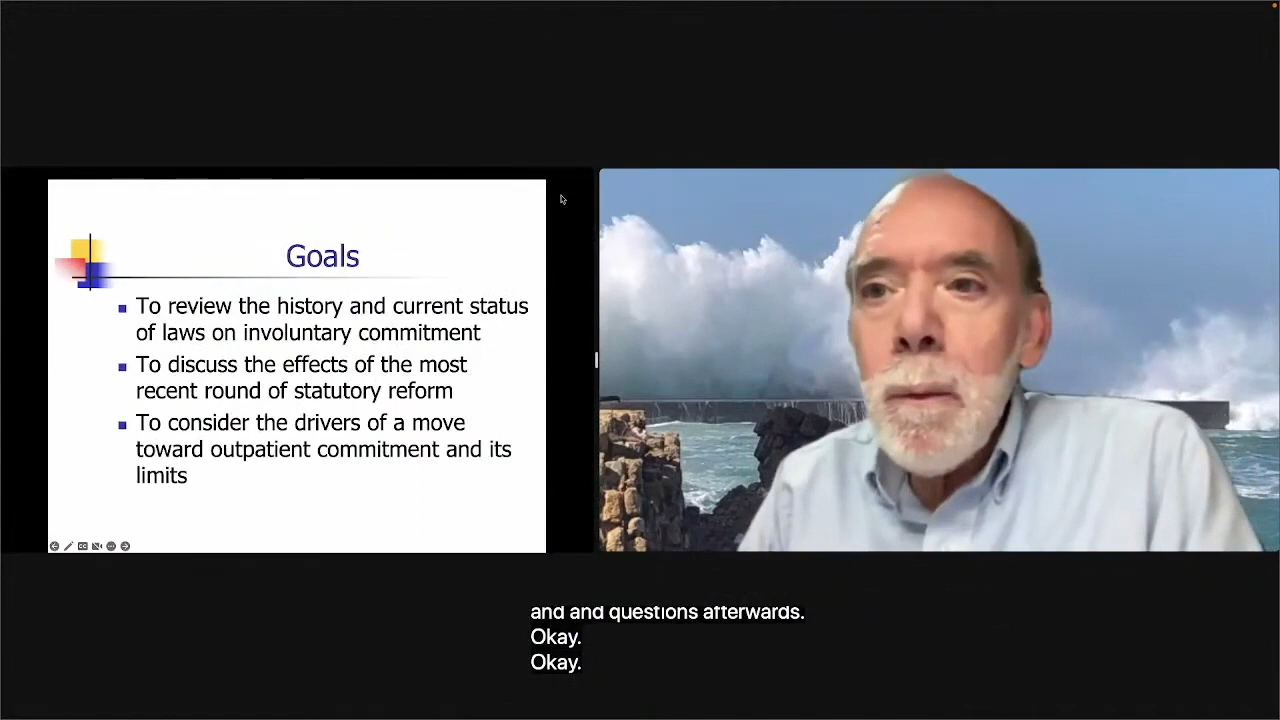 Goals
To review the history and current status
of laws on involuntary commitment
To discuss the effects of the most
recent round of statutory reform
To consider the drivers of a move
toward outpatient commitment and its
limits
and and questions afterwards.
Okay.
Okay.